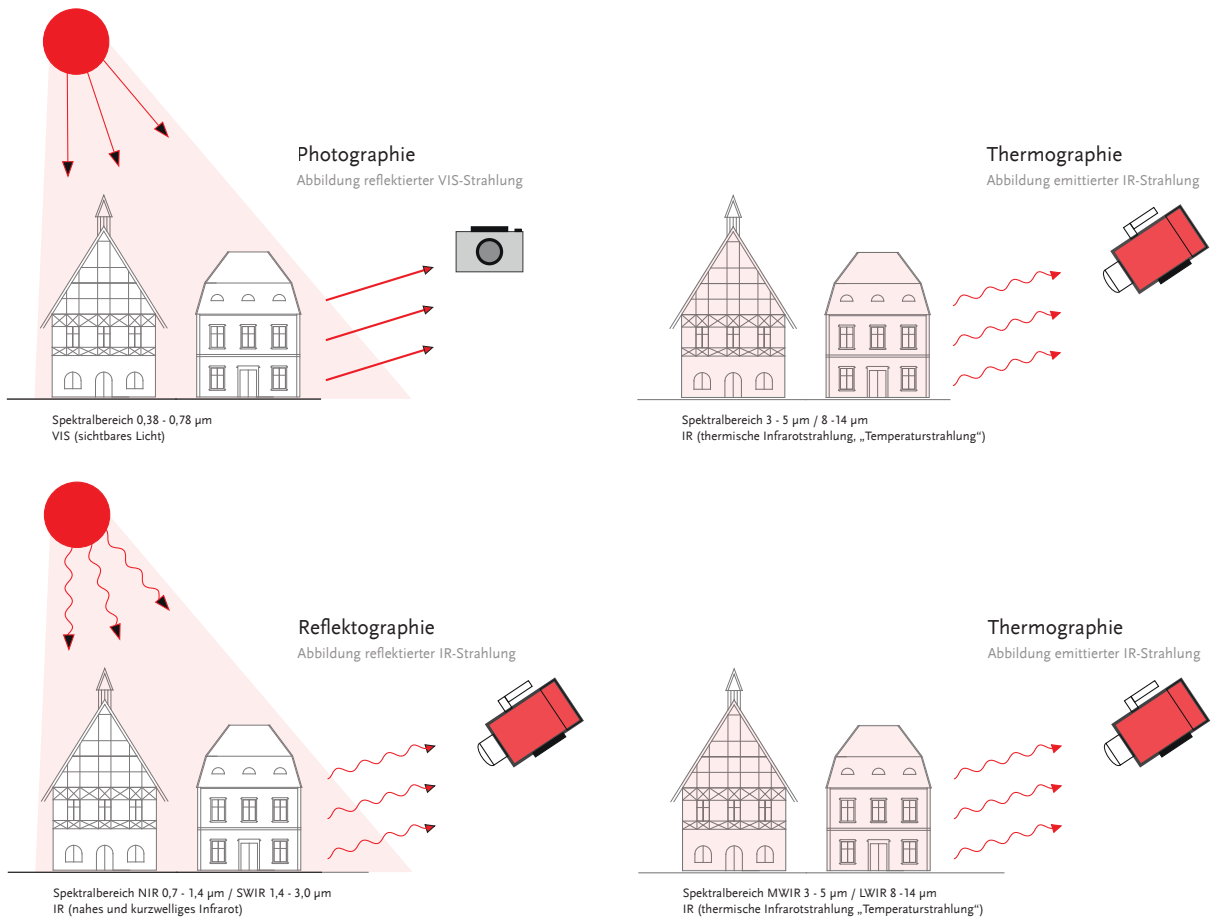 Photographie
Abbildung reflektierter VIS-Strahlung
Spektralbereich 0,38 - 0,78 µm
VIS (sichtbares Licht)
Thermographie
Abbildung emittierter IR-Strahlung
Spektralbereich 3 - 5 µm / 8 -14 µm
IR (thermische Infrarotstrahlung, „Temperaturstrahlung“)
Reflektographie
Abbildung reflektierter IR-Strahlung
Spektralbereich NIR 0,7 - 1,4 µm / SWIR 1,4 - 3,0 µm
IR (nahes und kurzwelliges Infrarot)
Thermographie
Abbildung emittierter IR-Strahlung
Spektralbereich MWIR 3 - 5 µm / LWIR 8 -14 µm
IR (thermische Infrarotstrahlung „Temperaturstrahlung“)